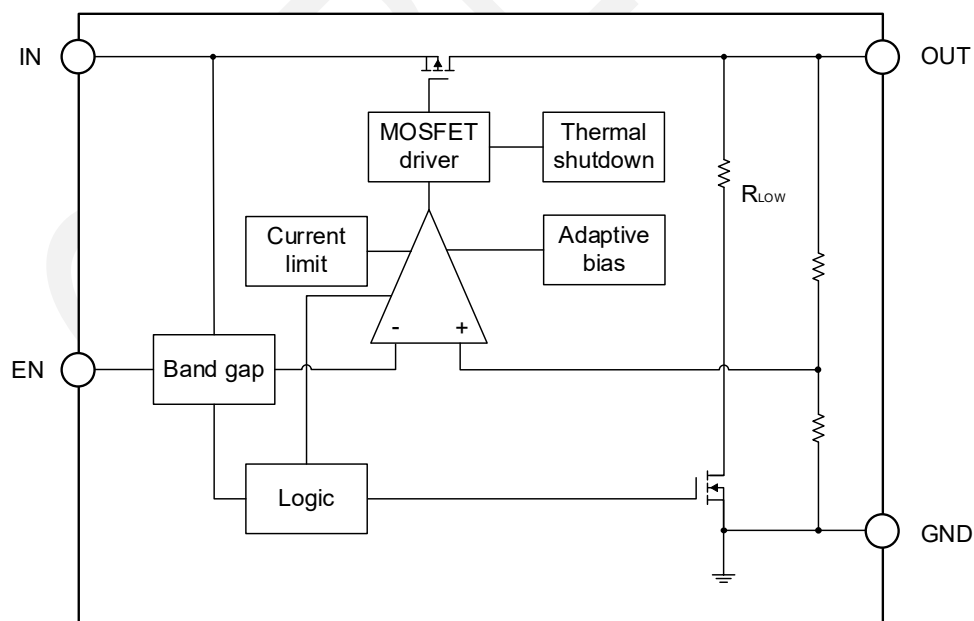 IN
OUT
MOSFET
driver
Thermal
shutdown
RLOW
Current
limit
Adaptive
bias
- +
EN
Band gap
Logic
GND